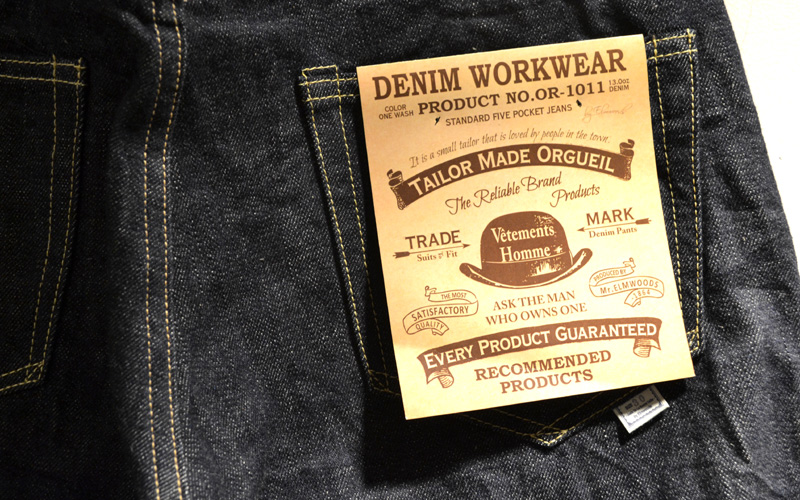 DENIM WORKWEAR
COLOR
ONE WASH
PRODUCT NO.OR-1011
13.0oz
DENIM
STANDARD FIVE POCKET JEANS
It is a small tailor that is loved by people in the town.
TAILOR MADE ORGUEIL
The Reliable Brand
Products
TRADE
Suits Fit
Vêtements
Homme
MARK
Denim Pants
THE MOST
SATISFACTORY
QUALITY
ASK THE MAN
WHO OWNS ONE
PRODUCED BY
Mr.ELMWOODS
EVERY PRODUCT GUARANTEED
RECOMMENDED
PRODUCTS